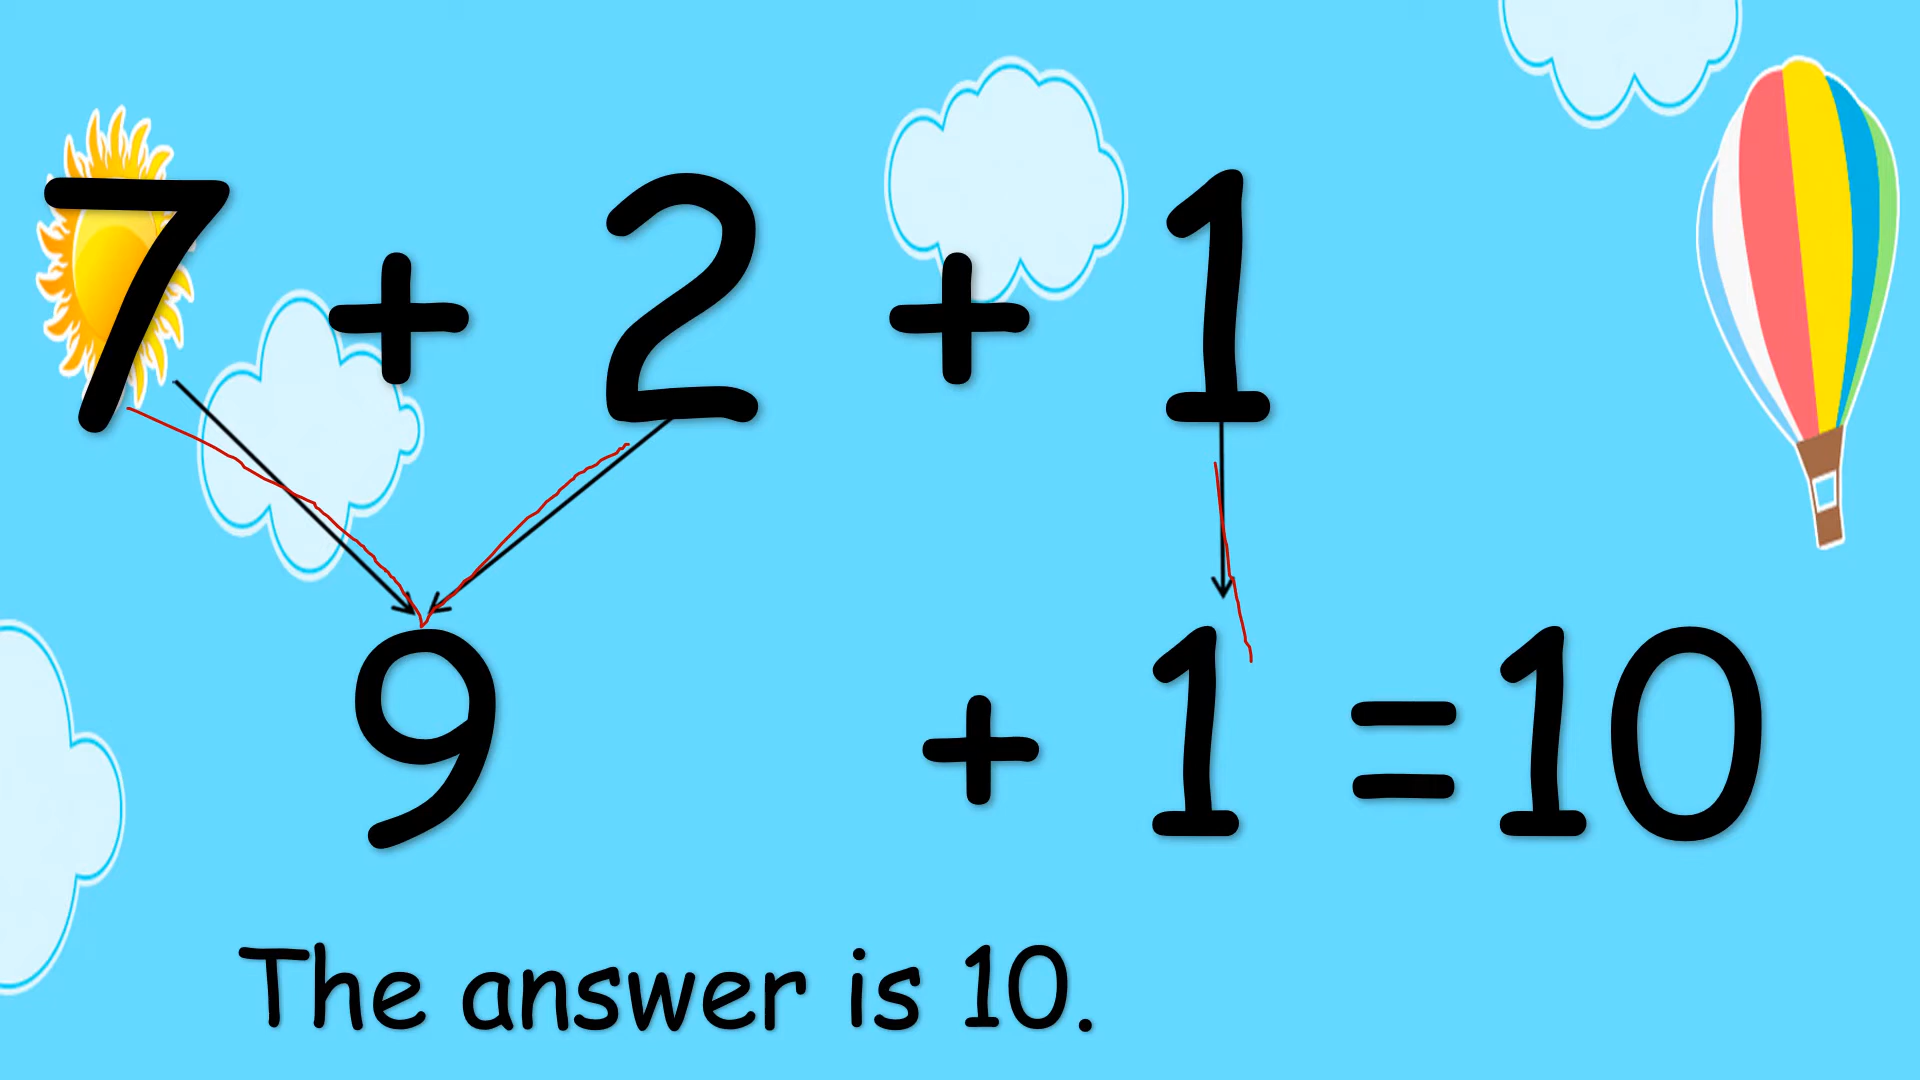 7 + 2 + 1
9 + 1 =10
The answer is 10.